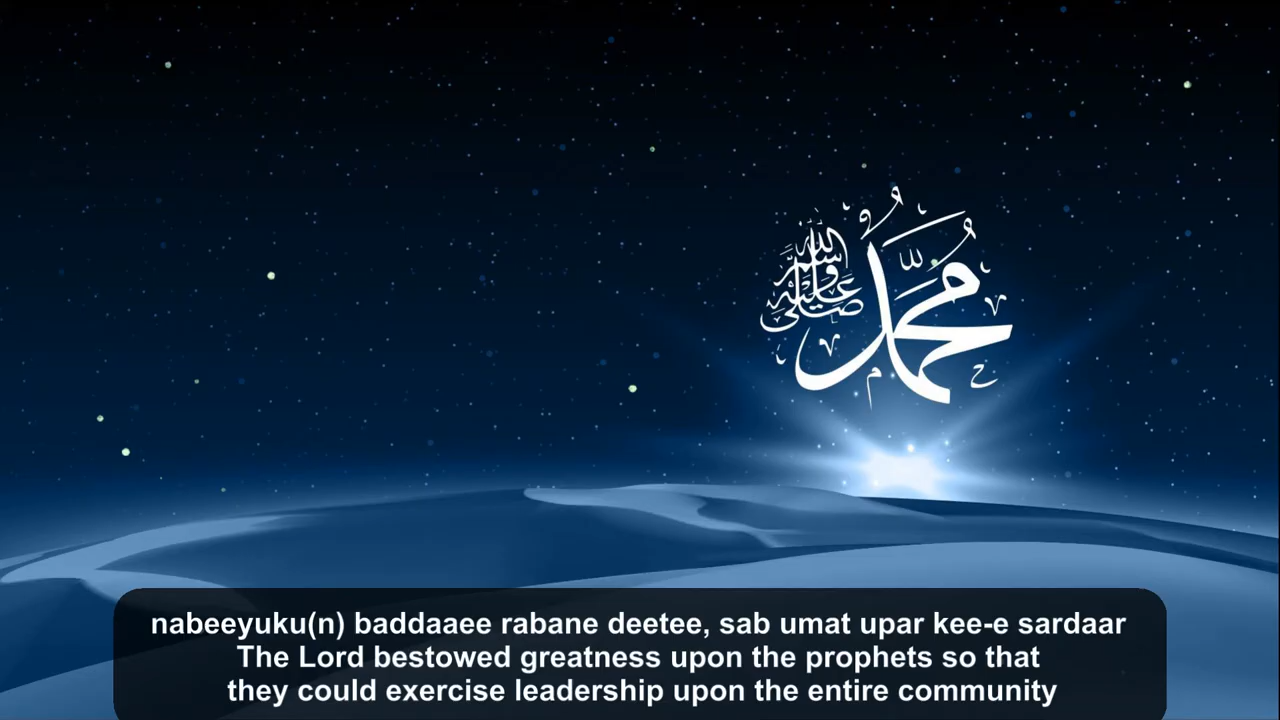 محمد
صلى الله عليه وسلم
nabeeyuku(n) baddaaee rabane deetee, sab umat upar kee-e sardaar
The Lord bestowed greatness upon the prophets so that
they could exercise leadership upon the entire community